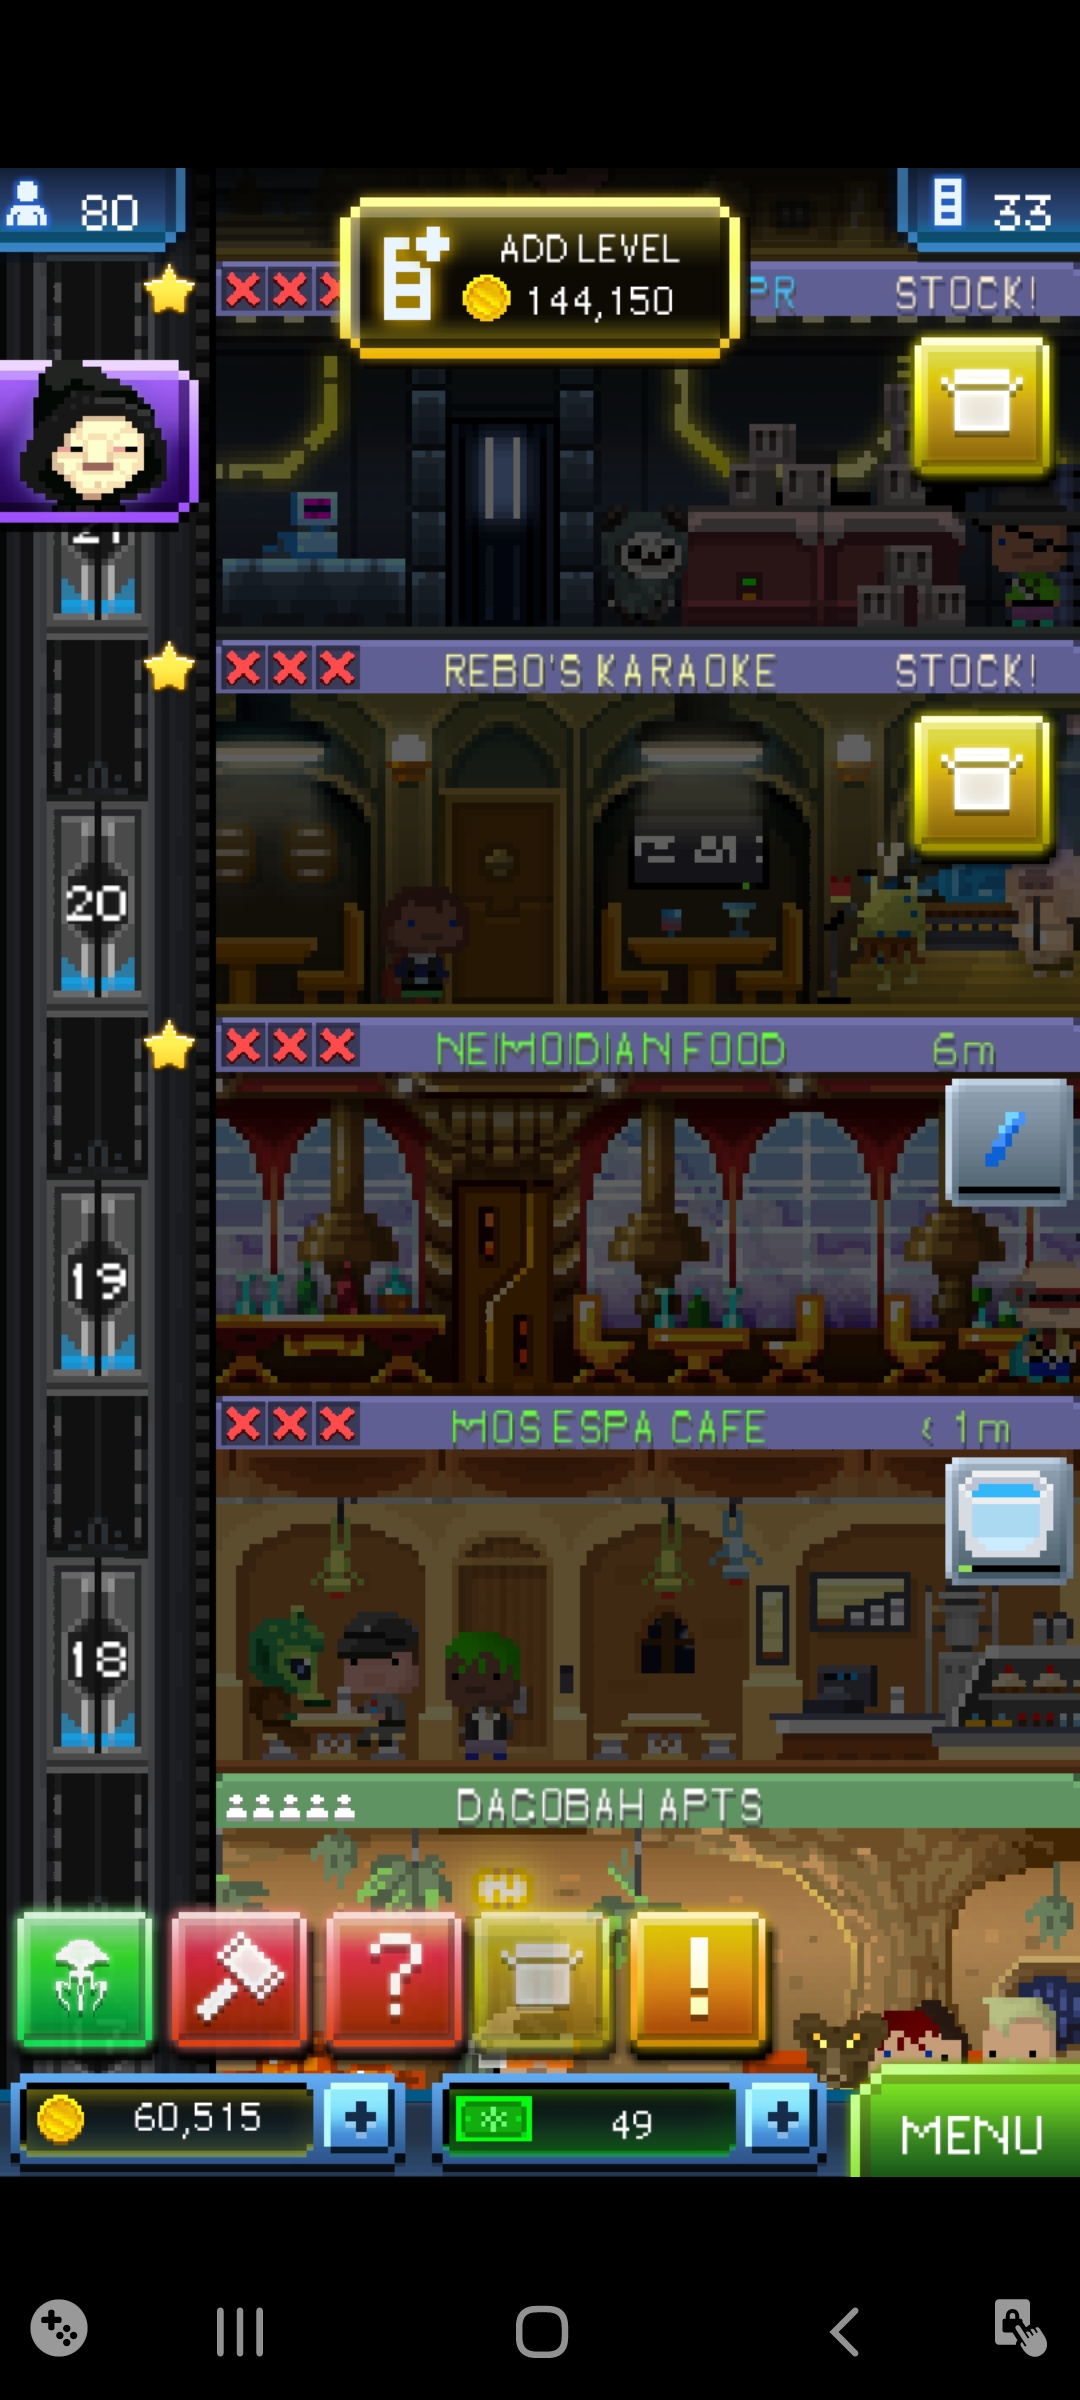 80
33
ADD LEVEL
144,150
PR STOCK!
21
REBO'S KARAOKE STOCK!
20
NEIMOIDIAN FOOD 6m
19
MOS ESPA CAFE < 1m
18
DAGOBAH APTS
?
!
60,515
49
MENU